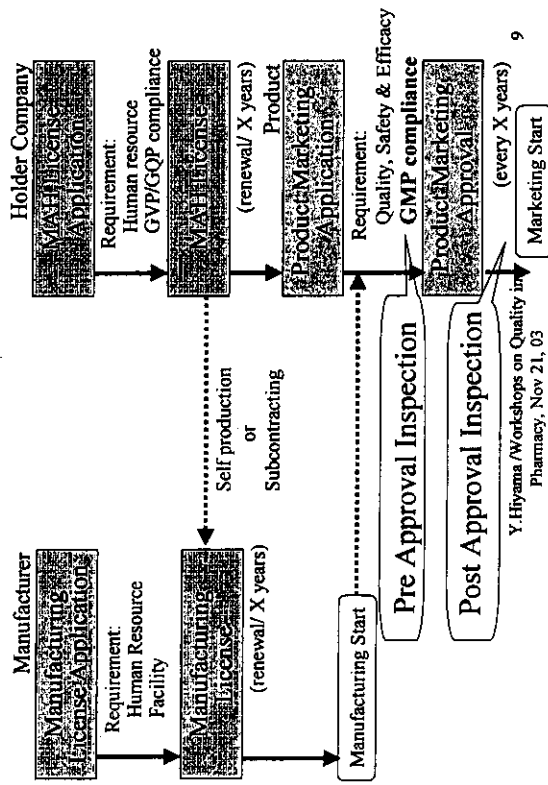 Manufacturer
Manufacturing
License Application
Requirement:
Human Resource
Facility
Manufacturing
License
(renewal/ X years)
Manufacturing Start
Self production
or
Subcontracting
Holder Company
MAH License
Application
Requirement:
Human resource
GVP/GQP compliance
MAH License
(renewal/ X years)
Product
Product Marketing
Application
Requirement:
Quality, Safety & Efficacy
GMP compliance
Pre Approval Inspection
Product Marketing
Approval
(every X years)
Post Approval Inspection
Marketing Start
Y.Hiyama /Workshops on Quality in
Pharmacy, Nov 21, 03
9